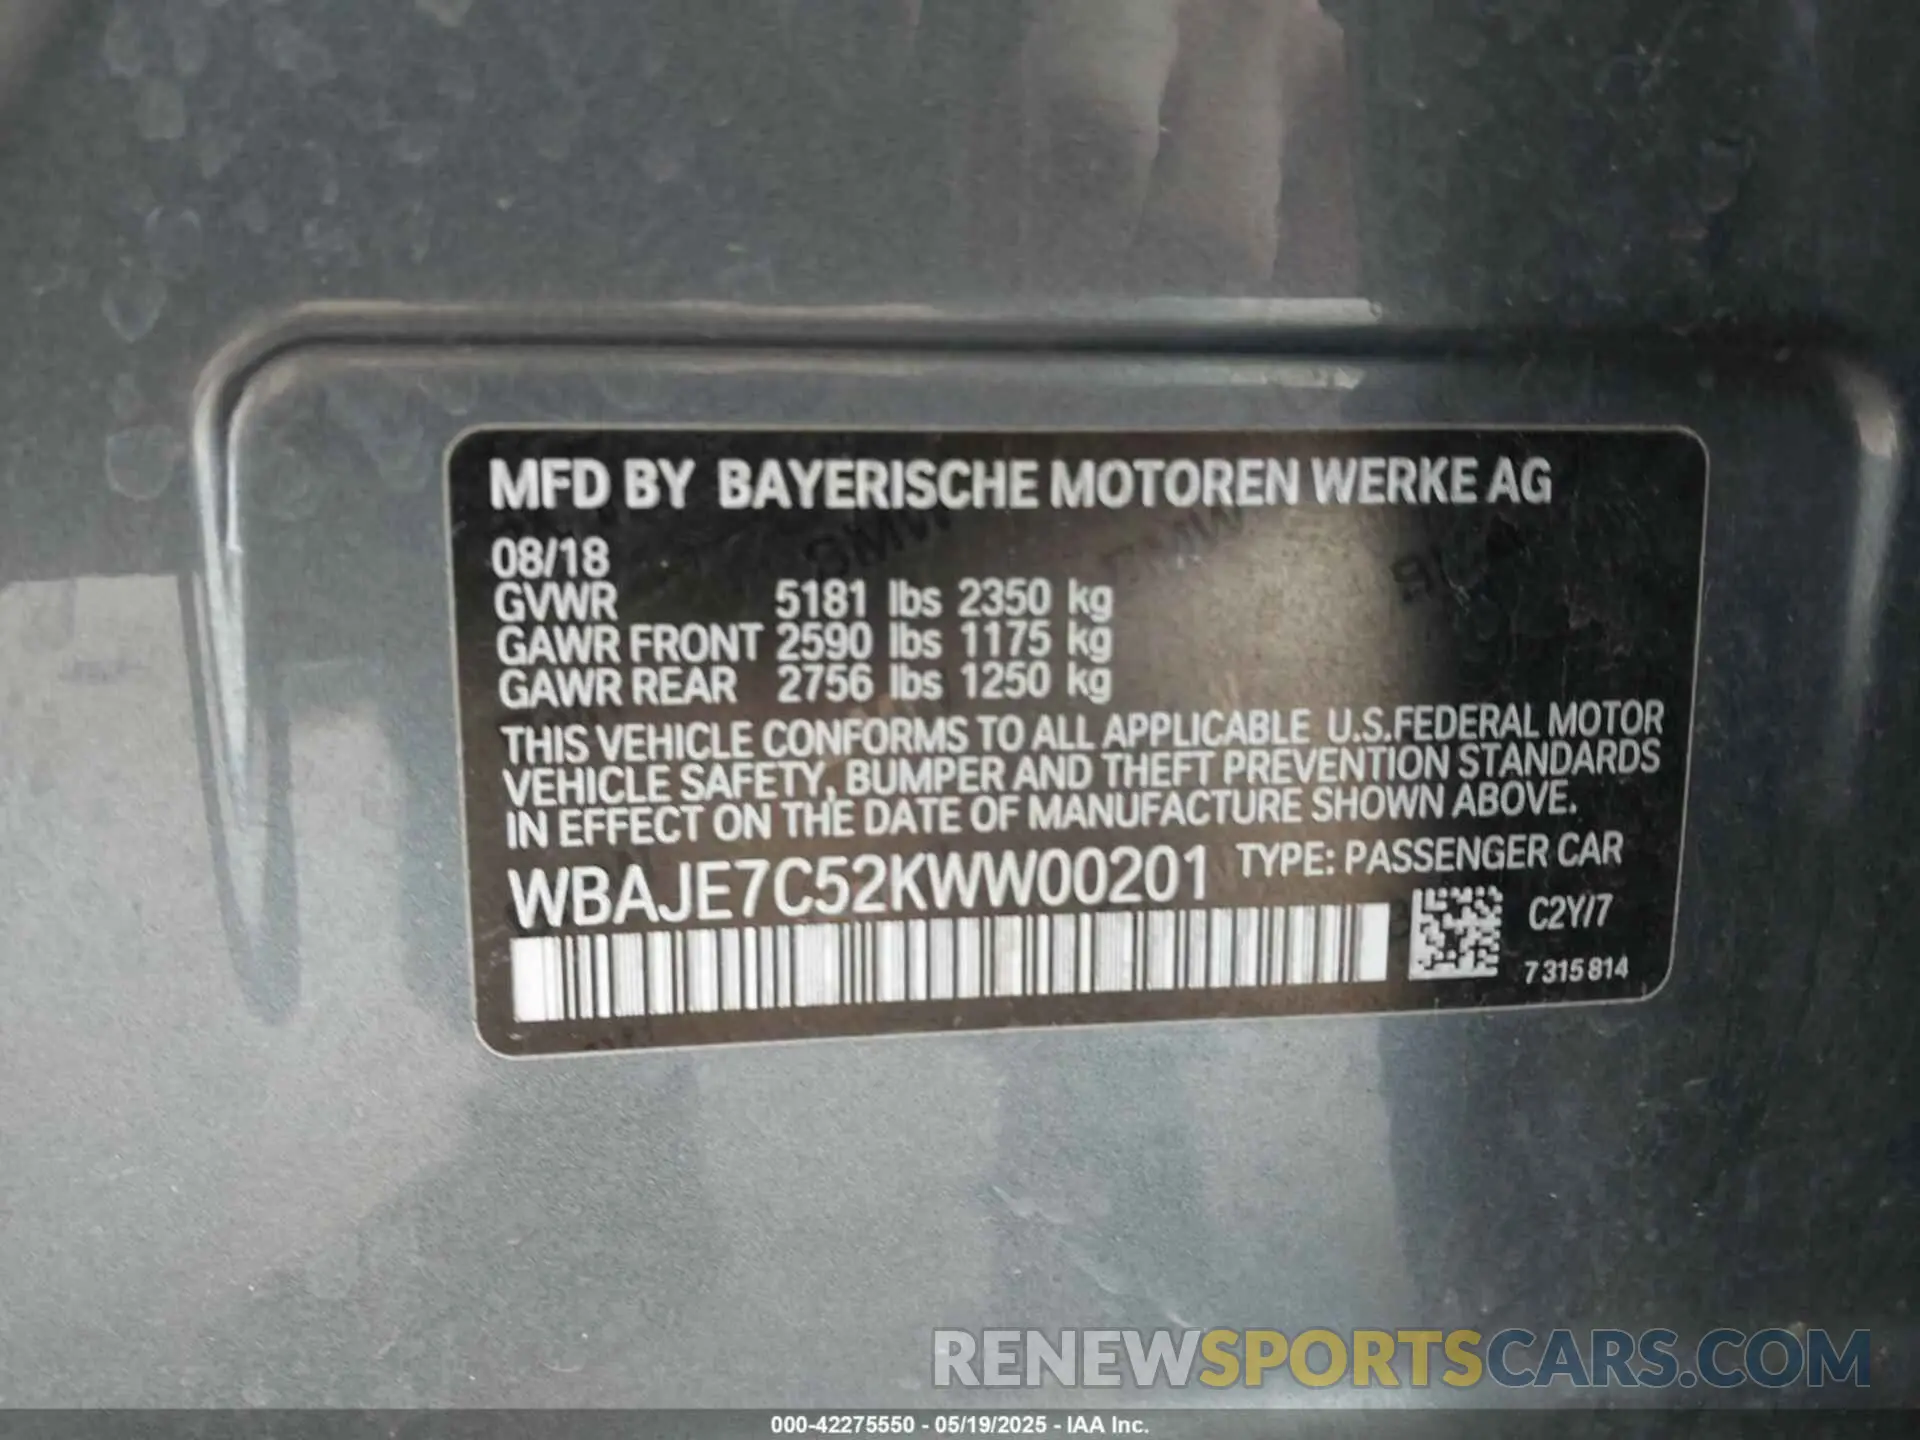 MFD BY BAYERISCHE MOTOREN WERKE AG
08/18
GVWR 5181 lbs 2350 kg
GAWR FRONT 2590 lbs 1175 kg
GAWR REAR 2756 lbs 1250 kg
THIS VEHICLE CONFORMS TO ALL APPLICABLE U.S.FEDERAL MOTOR
VEHICLE SAFETY, BUMPER AND THEFT PREVENTION STANDARDS
IN EFFECT ON THE DATE OF MANUFACTURE SHOWN ABOVE.
WBAJE7C52KWW00201 TYPE: PASSENGER CAR
C2Y/7
7 315 814
RENEWSPORTSCARS.COM
000-42275550 - 05/19/2025 - IAA Inc.